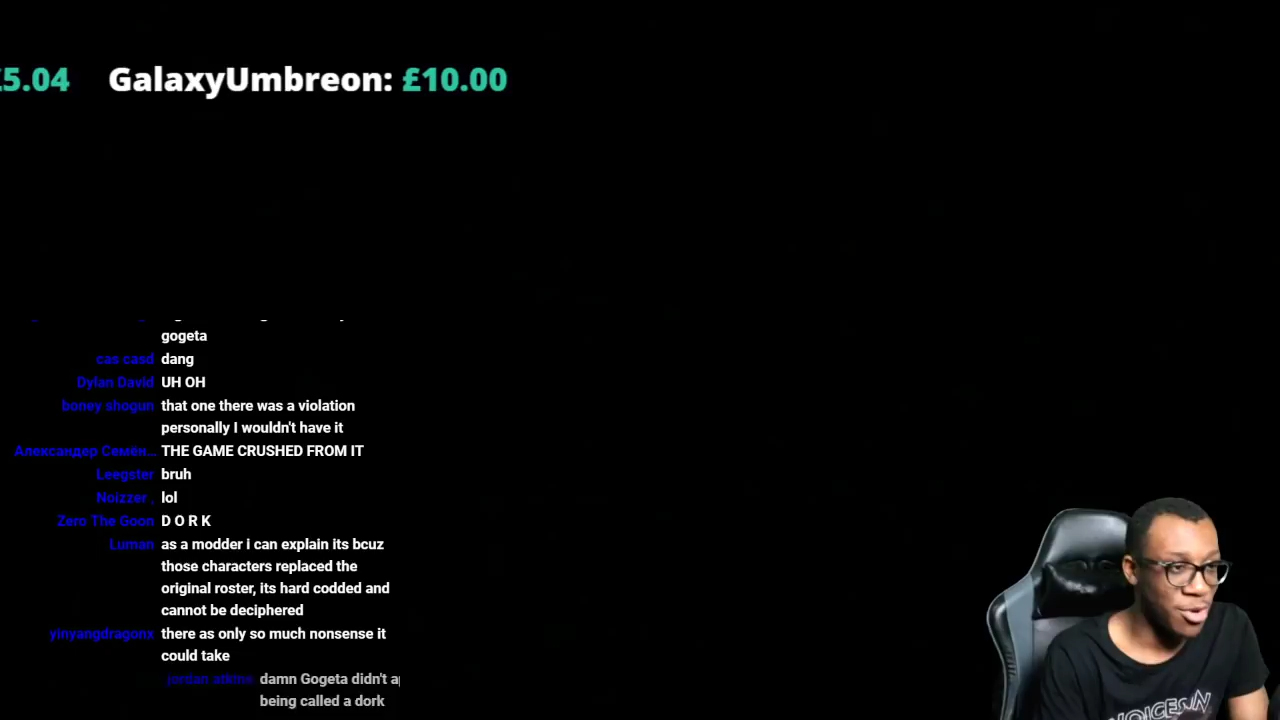 5.04 GalaxyUmbreon: £10.00
gogeta
cas casd dang
Dylan David UH OH
boney shogun that one there was a violation
personally I wouldn't have it
Александер Семён... THE GAME CRUSHED FROM IT
Leegster bruh
Noizzer , lol
Zero The Goon D O R K
Luman as a modder i can explain its bcuz
those characters replaced the
original roster, its hard codded and
cannot be deciphered
yinyangdragonx there as only so much nonsense it
could take
jordan atkins damn Gogeta didn't
being called a dork